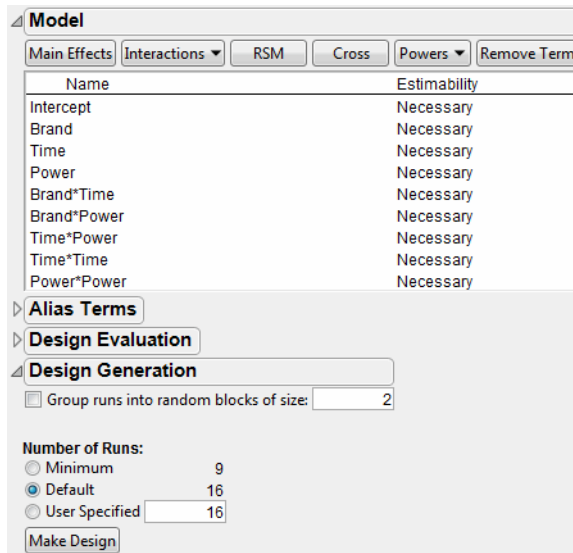 Model
Main Effects Interactions RSM Cross Powers Remove Term
Name Estimability
Intercept Necessary
Brand Necessary
Time Necessary
Power Necessary
Brand*Time Necessary
Brand*Power Necessary
Time*Power Necessary
Time*Time Necessary
Power*Power Necessary
Alias Terms
Design Evaluation
Design Generation
Group runs into random blocks of size: 2
Number of Runs:
Minimum 9
Default 16
User Specified 16
Make Design